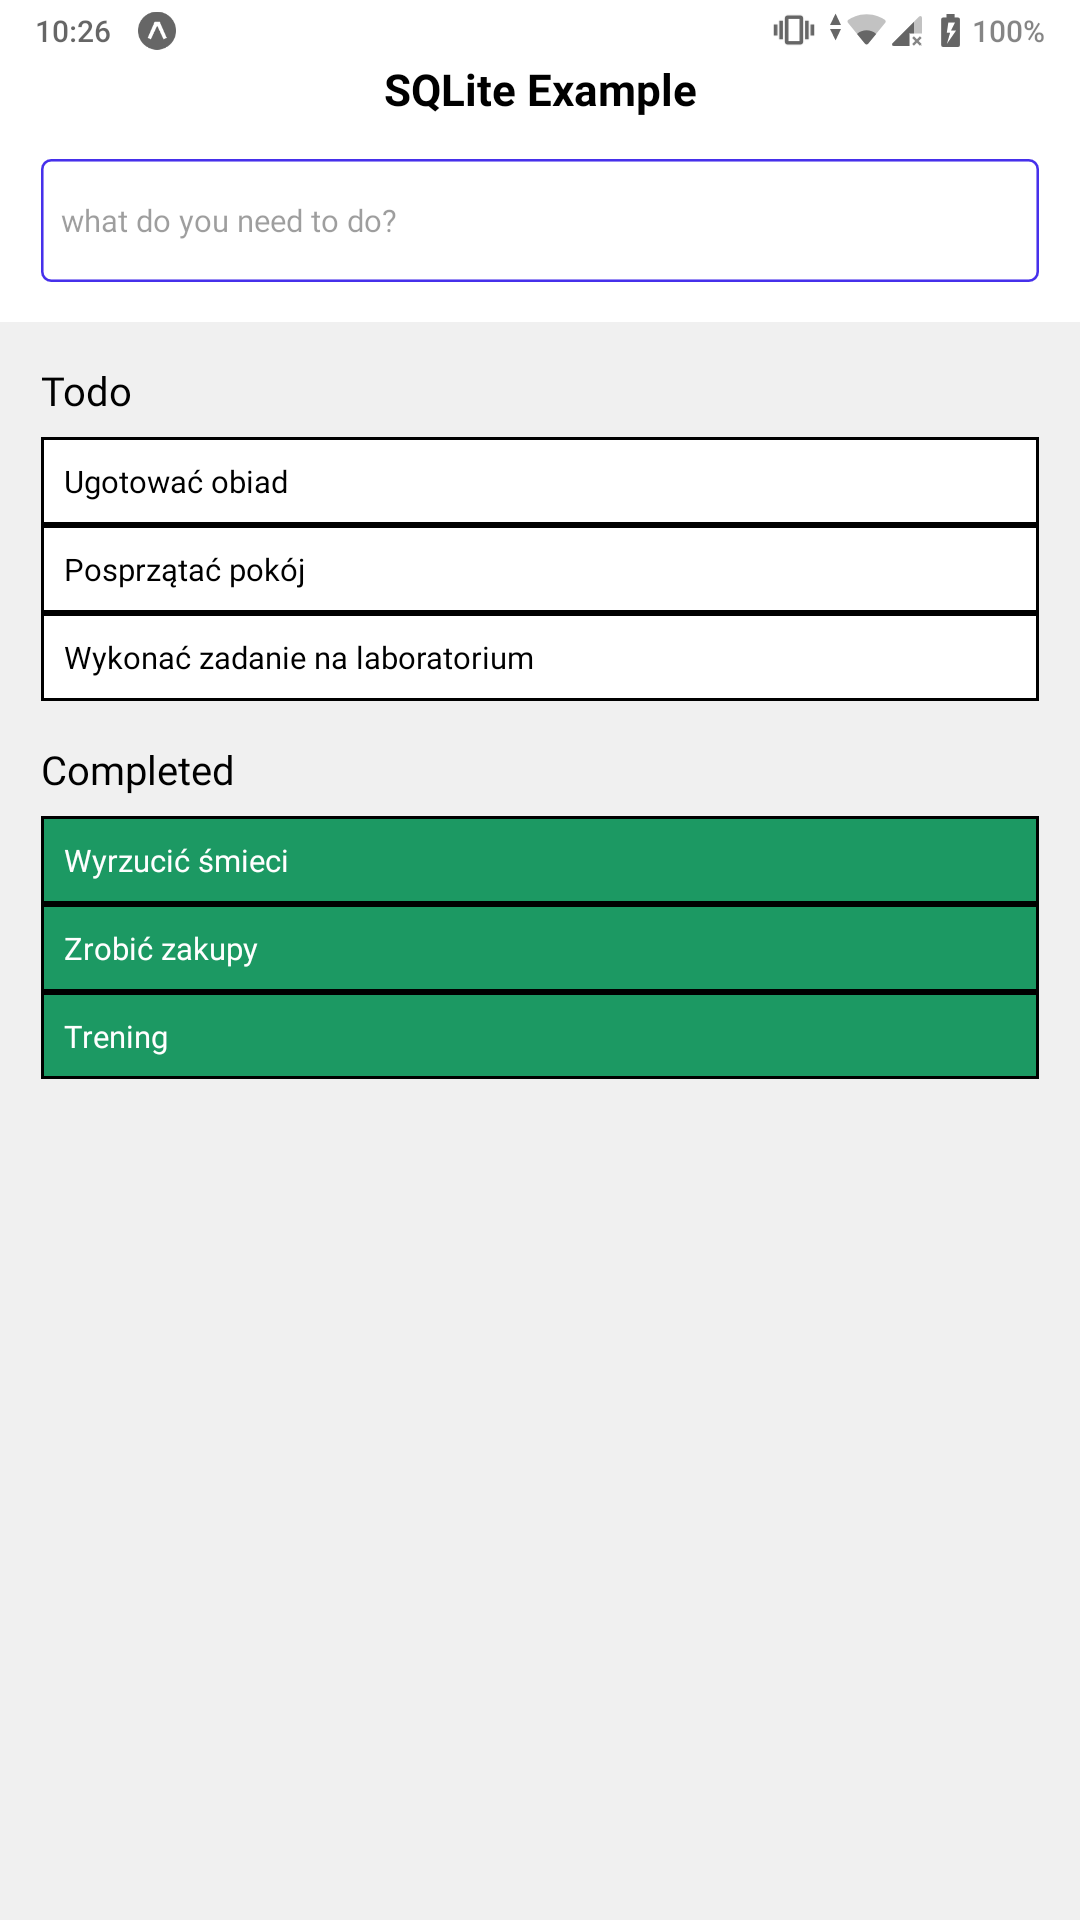 10:26
100%
SQLite Example
what do you need to do?
Todo
Ugotować obiad
Posprzątać pokój
Wykonać zadanie na laboratorium
Completed
Wyrzucić śmieci
Zrobić zakupy
Trening